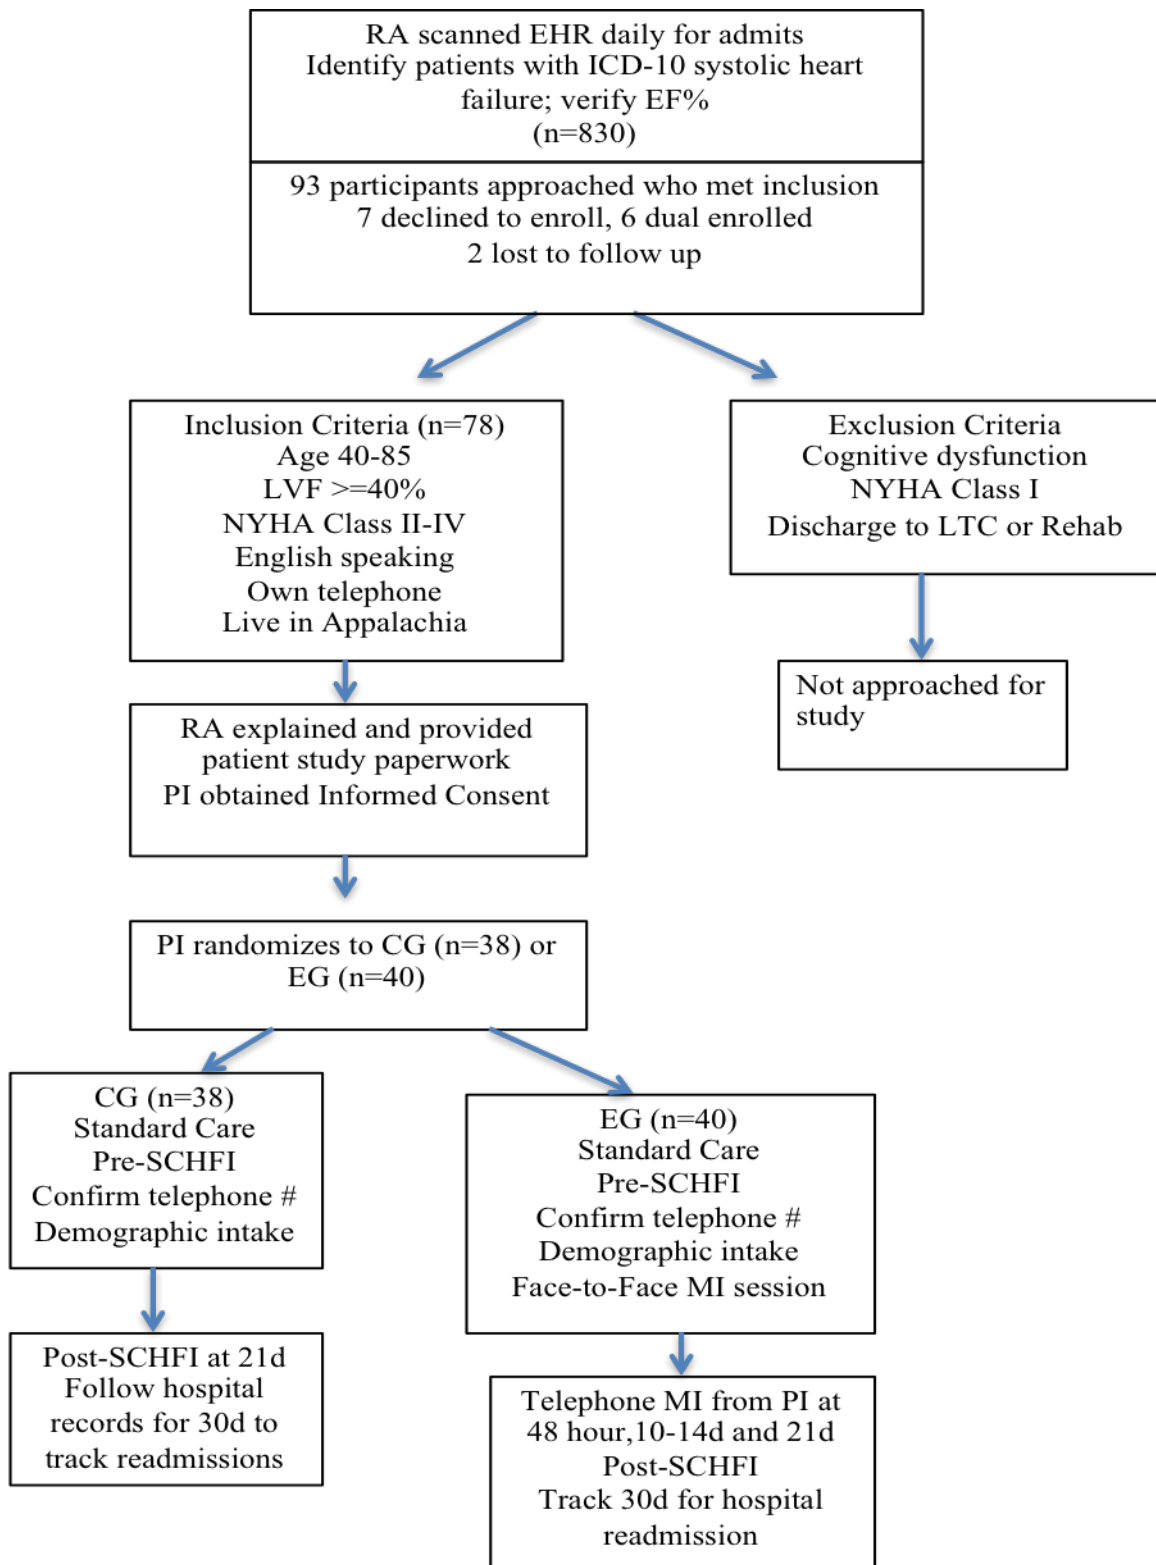 RA scanned EHR daily for admits
Identify patients with ICD-10 systolic heart
failure; verify EF%
(n=830)
93 participants approached who met inclusion
7 declined to enroll, 6 dual enrolled
2 lost to follow up
Inclusion Criteria (n=78)
Age 40-85
LVF >=40%
NYHA Class II-IV
English speaking
Own telephone
Live in Appalachia
Exclusion Criteria
Cognitive dysfunction
NYHA Class I
Discharge to LTC or Rehab
Not approached for
study
RA explained and provided
patient study paperwork
PI obtained Informed Consent
PI randomizes to CG (n=38) or
EG (n=40)
CG (n=38)
Standard Care
Pre-SCHFI
Confirm telephone #
Demographic intake
EG (n=40)
Standard Care
Pre-SCHFI
Confirm telephone #
Demographic intake
Face-to-Face MI session
Post-SCHFI at 21d
Follow hospital
records for 30d to
track readmissions
Telephone MI from PI at
48 hour,10-14d and 21d
Post-SCHFI
Track 30d for hospital
readmission